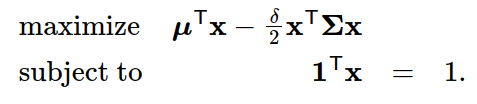 maximize μᵀx − δ/2 xᵀΣx
subject to 1ᵀx = 1.